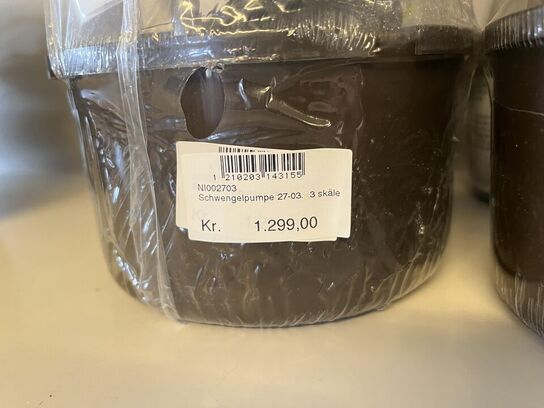 1 210203 143155
NI002703
Schwengelpumpe 27-03. 3 skåle
Kr. 1.299,00